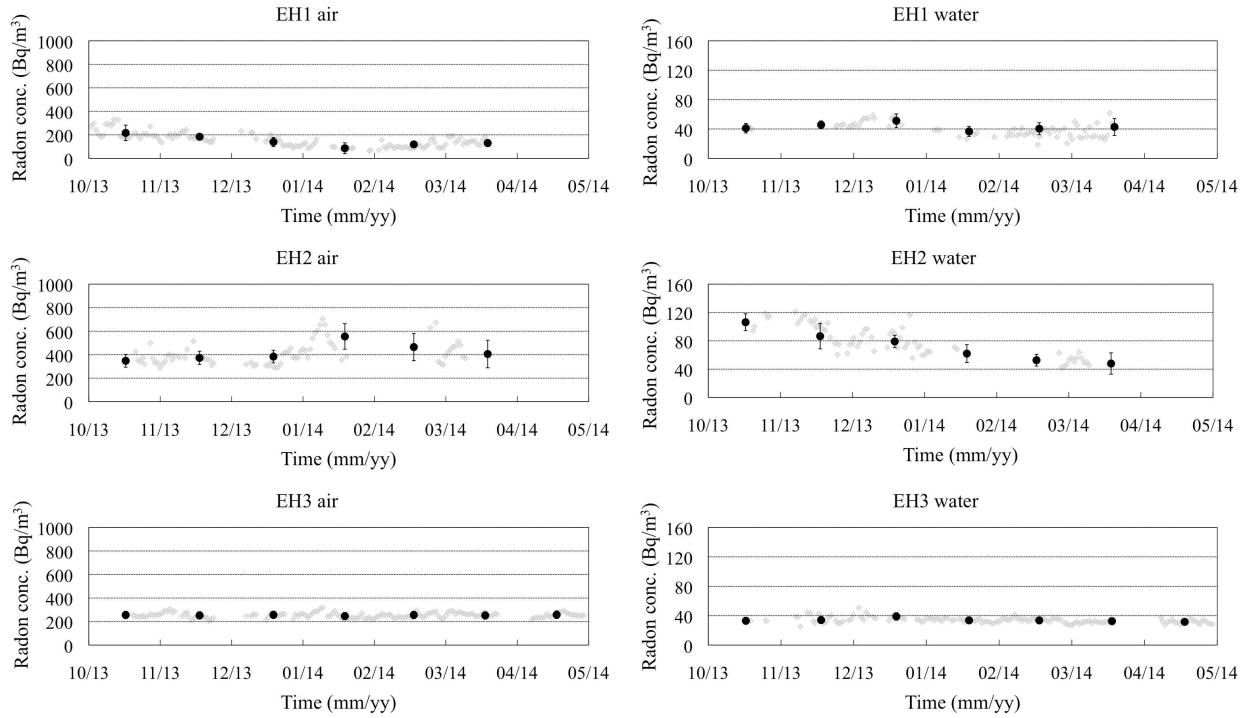 EH1 air
Radon conc. (Bq/m³)
1000
800
600
400
200
0
10/13 11/13 12/13 01/14 02/14 03/14 04/14 05/14
Time (mm/yy)
EH1 water
Radon conc. (Bq/m³)
160
120
80
40
0
10/13 11/13 12/13 01/14 02/14 03/14 04/14 05/14
Time (mm/yy)
EH2 air
Radon conc. (Bq/m³)
1000
800
600
400
200
0
10/13 11/13 12/13 01/14 02/14 03/14 04/14 05/14
Time (mm/yy)
EH2 water
Radon conc. (Bq/m³)
160
120
80
40
0
10/13 11/13 12/13 01/14 02/14 03/14 04/14 05/14
Time (mm/yy)
EH3 air
Radon conc. (Bq/m³)
1000
800
600
400
200
0
10/13 11/13 12/13 01/14 02/14 03/14 04/14 05/14
Time (mm/yy)
EH3 water
Radon conc. (Bq/m³)
160
120
80
40
0
10/13 11/13 12/13 01/14 02/14 03/14 04/14 05/14
Time (mm/yy)